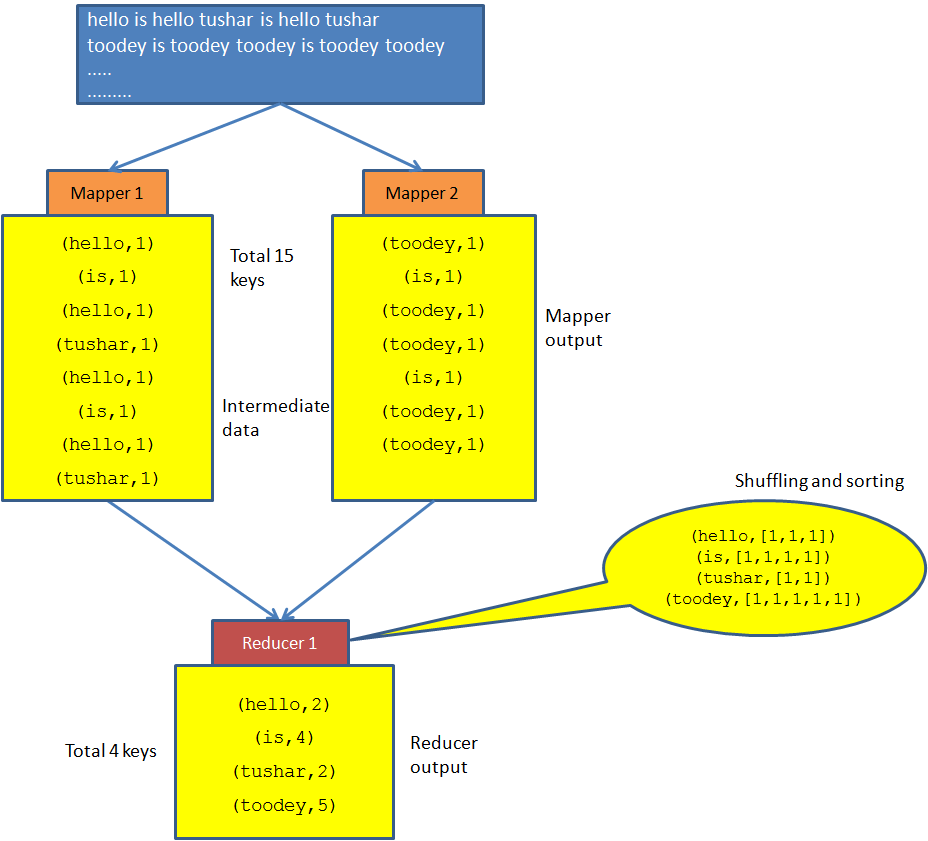 hello is hello tushar is hello tushar
toodey is toodey toodey is toodey toodey
.....
.........
Mapper 1
Mapper 2
(hello,1)
(is,1)
(hello,1)
(tushar,1)
(hello,1)
(is,1)
(hello,1)
(tushar,1)
Total 15
keys
Intermediate
data
(toodey,1)
(is,1)
(toodey,1)
(toodey,1)
(is,1)
(toodey,1)
(toodey,1)
Mapper
output
Shuffling and sorting
(hello,[1,1,1])
(is,[1,1,1,1])
(tushar,[1,1])
(toodey,[1,1,1,1,1])
Reducer 1
Total 4 keys
(hello,2)
(is,4)
(tushar,2)
(toodey,5)
Reducer
output